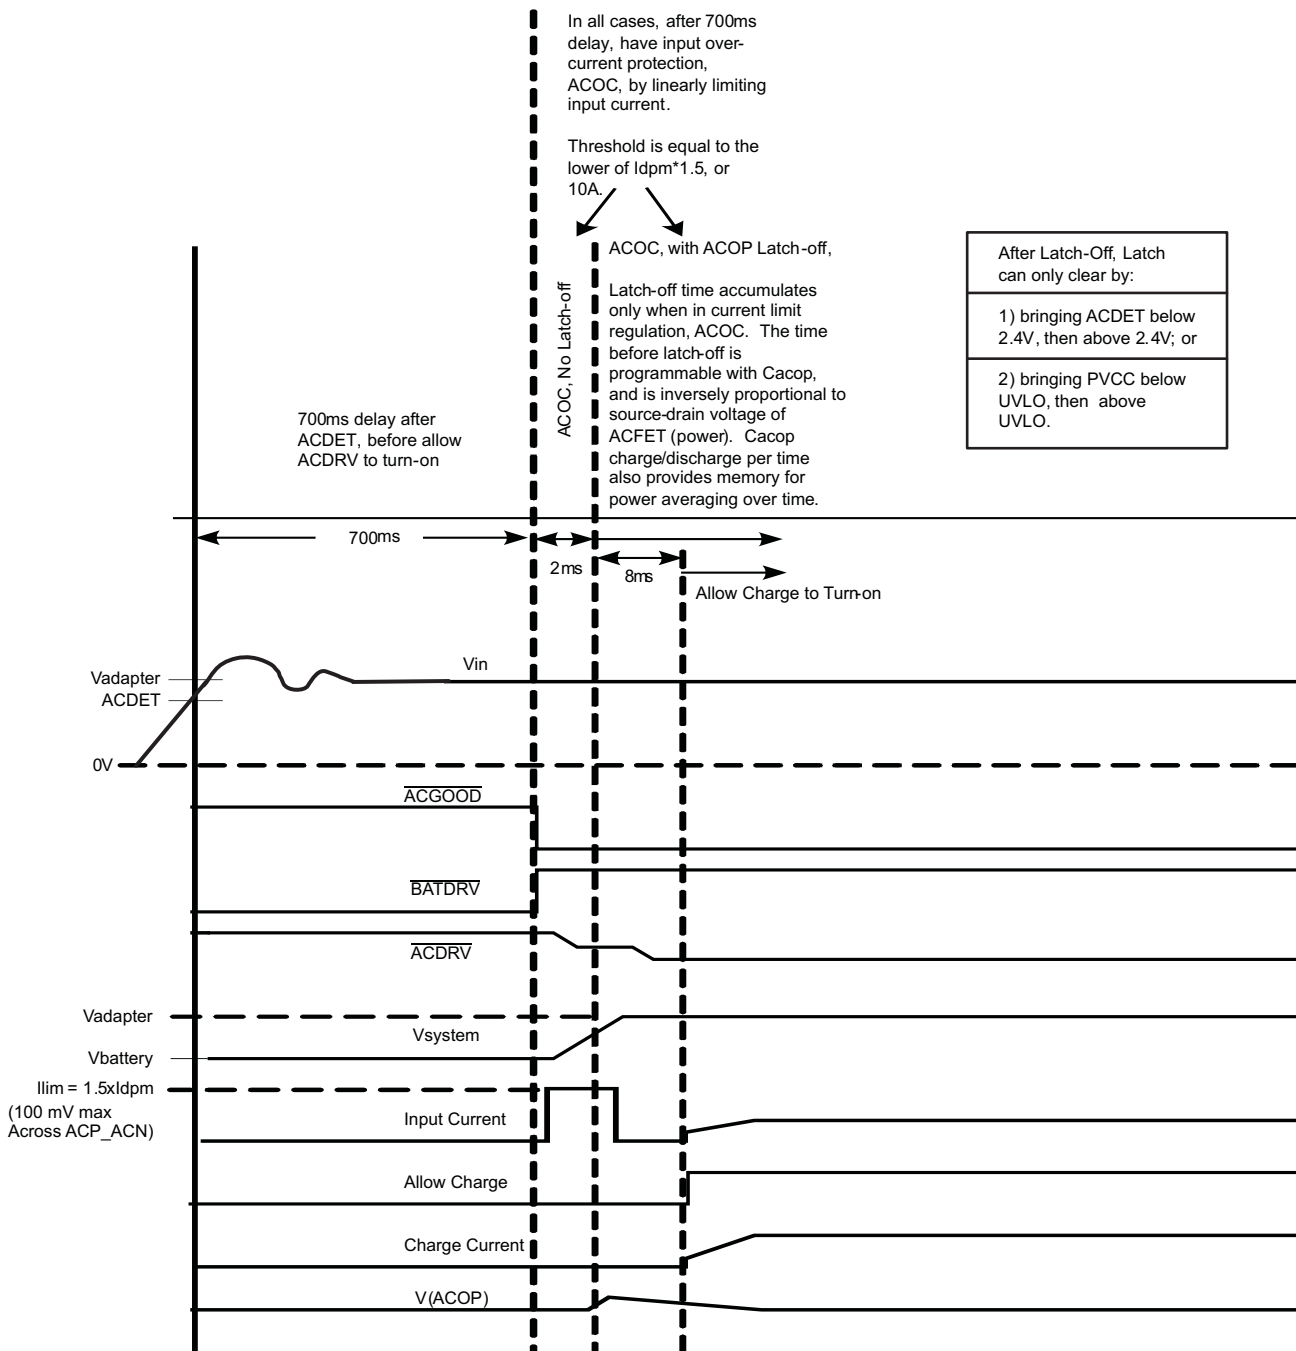 In all cases, after 700ms
delay, have input over-
current protection,
ACOC, by linearly limiting
input current.
Threshold is equal to the
lower of Idpm*1.5, or
10A.
ACOC, No Latch-off
ACOC, with ACOP Latch-off,
Latch-off time accumulates
only when in current limit
regulation, ACOC. The time
before latch-off is
programmable with Cacop,
and is inversely proportional to
source-drain voltage of
ACFET (power). Cacop
charge/discharge per time
also provides memory for
power averaging over time.
After Latch-Off, Latch
can only clear by:
1) bringing ACDET below
2.4V, then above 2.4V; or
2) bringing PVCC below
UVLO, then above
UVLO.
700ms delay after
ACDET, before allow
ACDRV to turn-on
700ms
2ms
8ms
Allow Charge to Turn-on
Vin
Vadapter
ACDET
0V
ACGOOD
BATDRV
ACDRV
Vadapter
Vsystem
Vbattery
Ilim = 1.5xIdpm
(100 mV max
Across ACP_ACN)
Input Current
Allow Charge
Charge Current
V(ACOP)